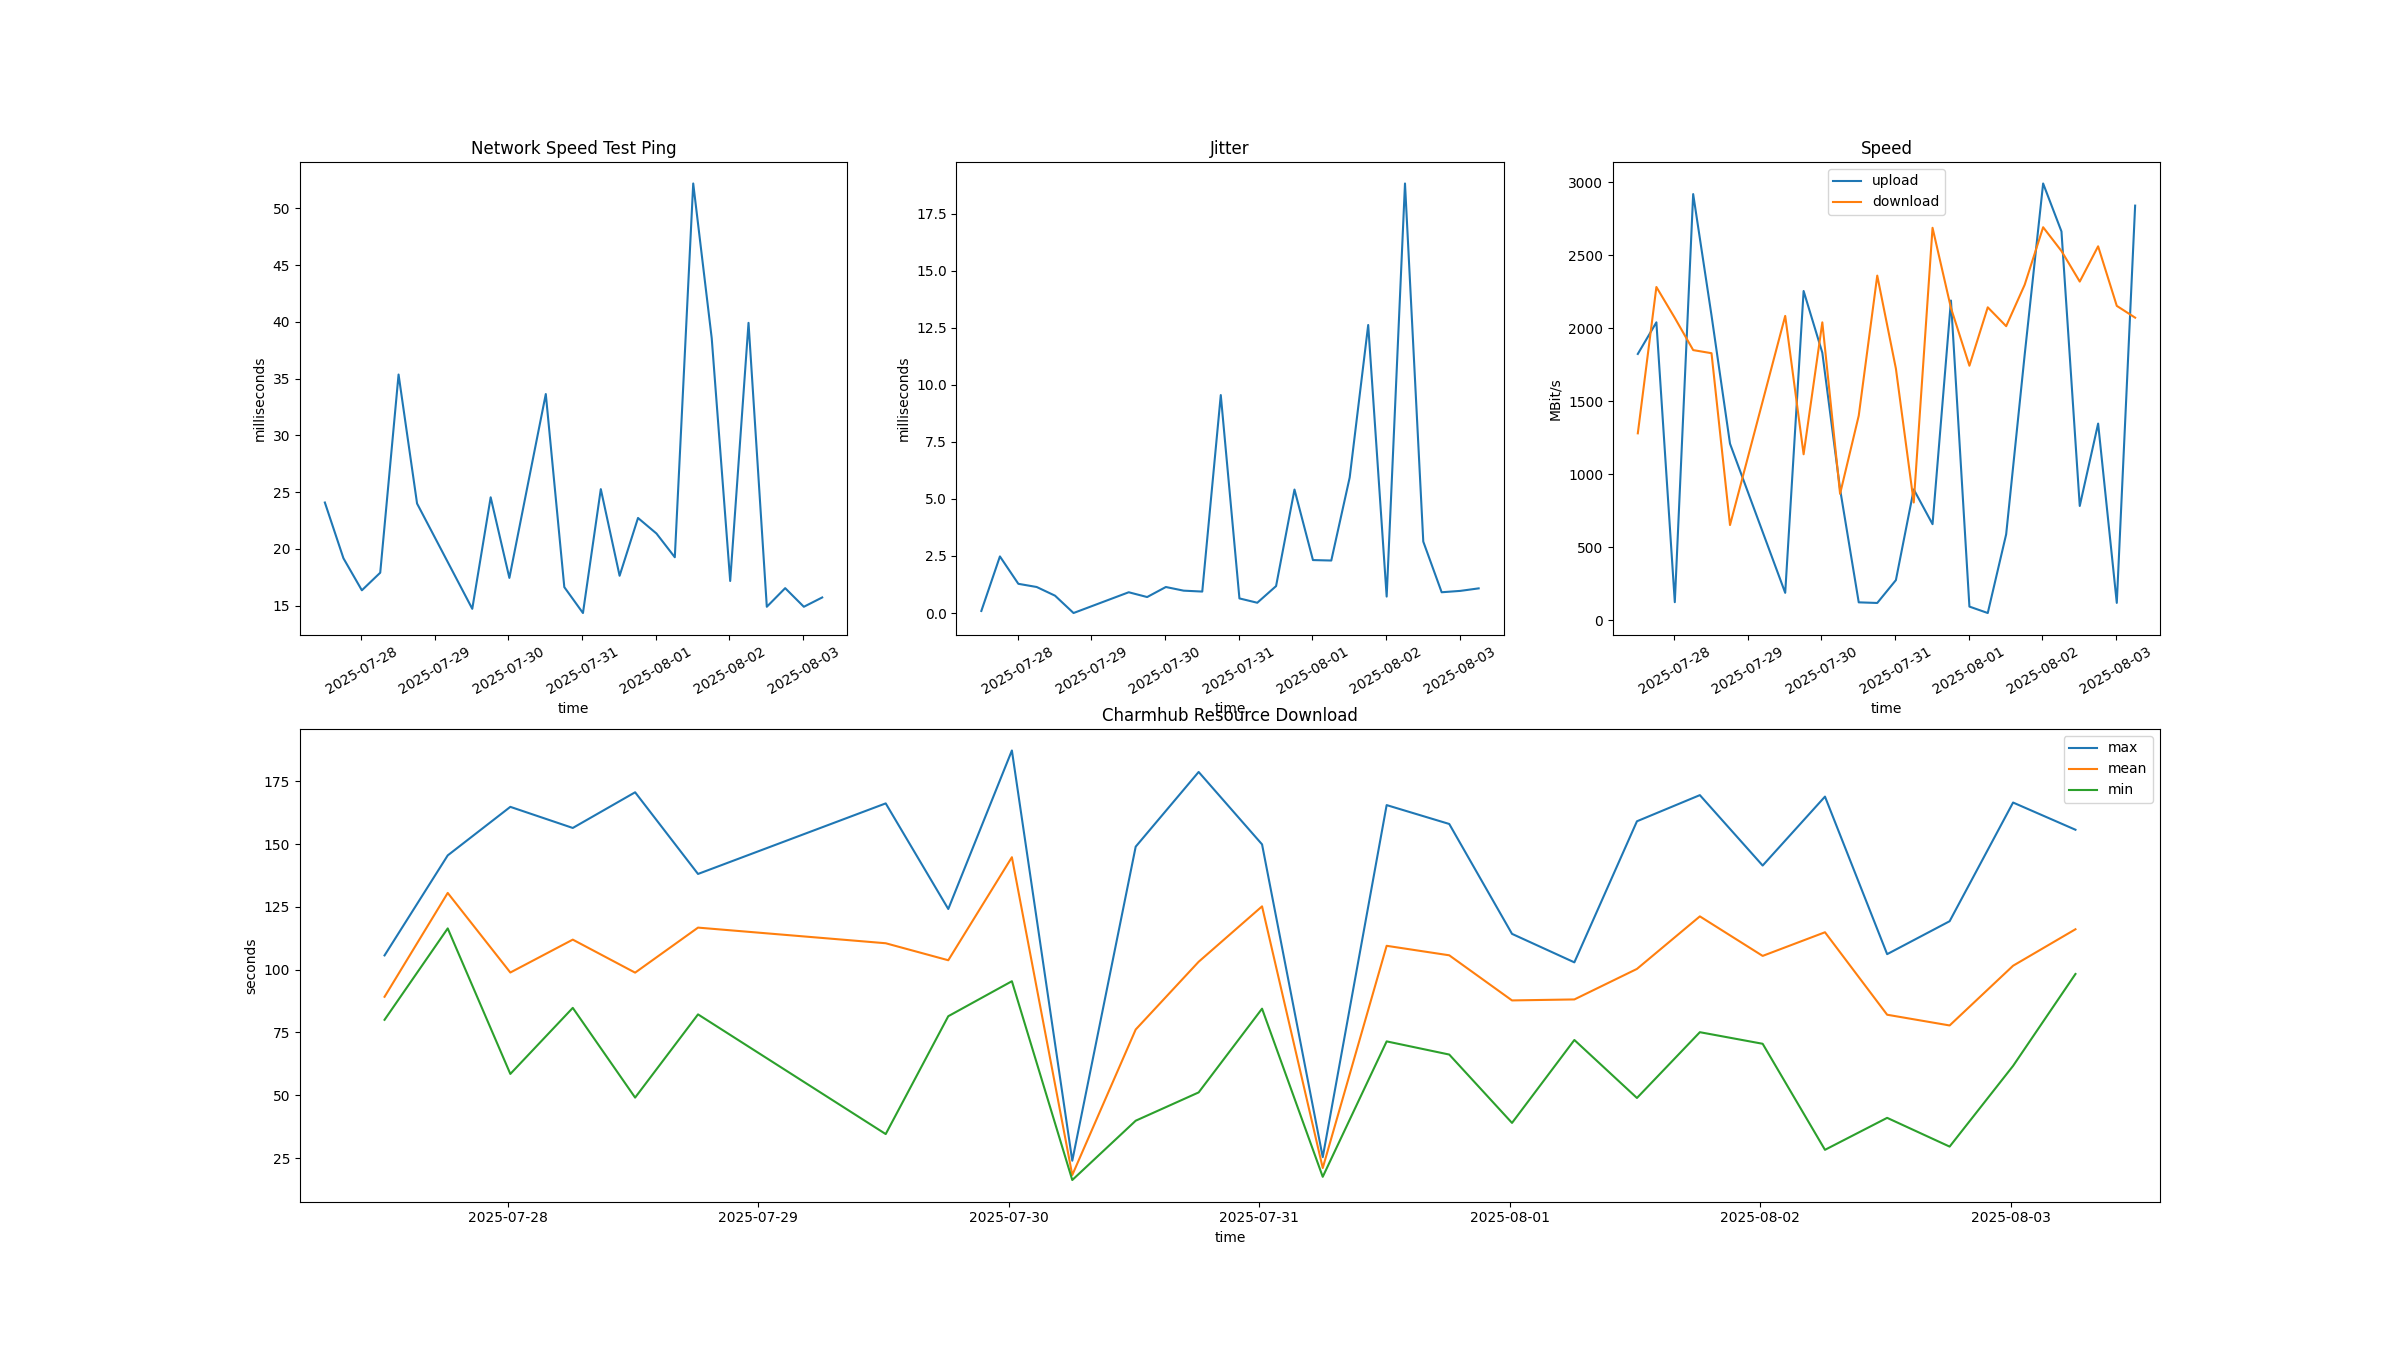 Network Speed Test Ping
milliseconds
50
45
40
35
30
25
20
15
2025-07-28 2025-07-29 2025-07-30 2025-07-31 2025-08-01 2025-08-02 2025-08-03
time
Jitter
milliseconds
17.5
15.0
12.5
10.0
7.5
5.0
2.5
0.0
2025-07-28 2025-07-29 2025-07-30 2025-07-31 2025-08-01 2025-08-02 2025-08-03
time
Speed
upload
download
MBit/s
3000
2500
2000
1500
1000
500
0
2025-07-28 2025-07-29 2025-07-30 2025-07-31 2025-08-01 2025-08-02 2025-08-03
time
Charmhub Resource Download
max
mean
min
seconds
175
150
125
100
75
50
25
2025-07-28 2025-07-29 2025-07-30 2025-07-31 2025-08-01 2025-08-02 2025-08-03
time